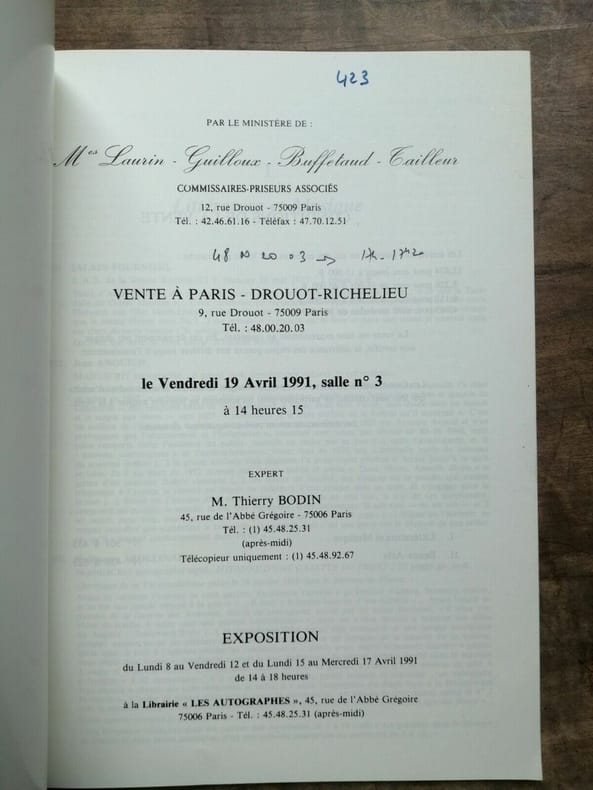 423
PAR LE MINISTÈRE DE :
Mes Laurin - Guilloux - Buffetaud - Tailleur
COMMISSAIRES-PRISEURS ASSOCIÉS
12, rue Drouot - 75009 Paris
Tél. : 42.46.61.16 - Téléfax : 47.70.12.51
48 00 20 03
VENTE À PARIS - DROUOT-RICHELIEU
9, rue Drouot - 75009 Paris
Tél. : 48.00.20.03
le Vendredi 19 Avril 1991, salle n° 3
à 14 heures 15
EXPERT
M. Thierry BODIN
45, rue de l'Abbé Grégoire - 75006 Paris
Tél. : (1) 45.48.25.31
(après-midi)
Télécopieur uniquement : (1) 45.48.92.67
EXPOSITION
du Lundi 8 au Vendredi 12 et du Lundi 15 au Mercredi 17 Avril 1991
de 14 à 18 heures
à la Librairie « LES AUTOGRAPHES », 45, rue de l'Abbé Grégoire
75006 Paris - Tél. : 45.48.25.31 (après-midi)